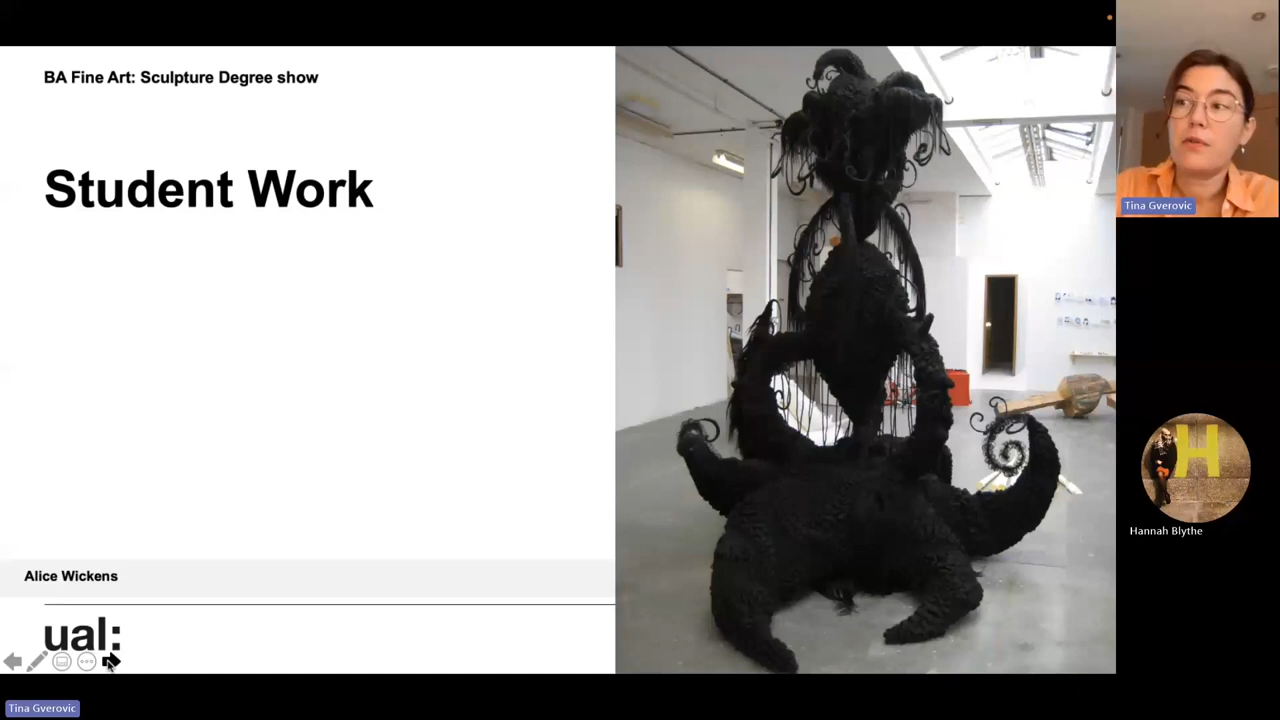 BA Fine Art: Sculpture Degree show
Student Work
Alice Wickens
ual:
Tina Gverovic
H
Hannah Blythe
Tina Gverovic